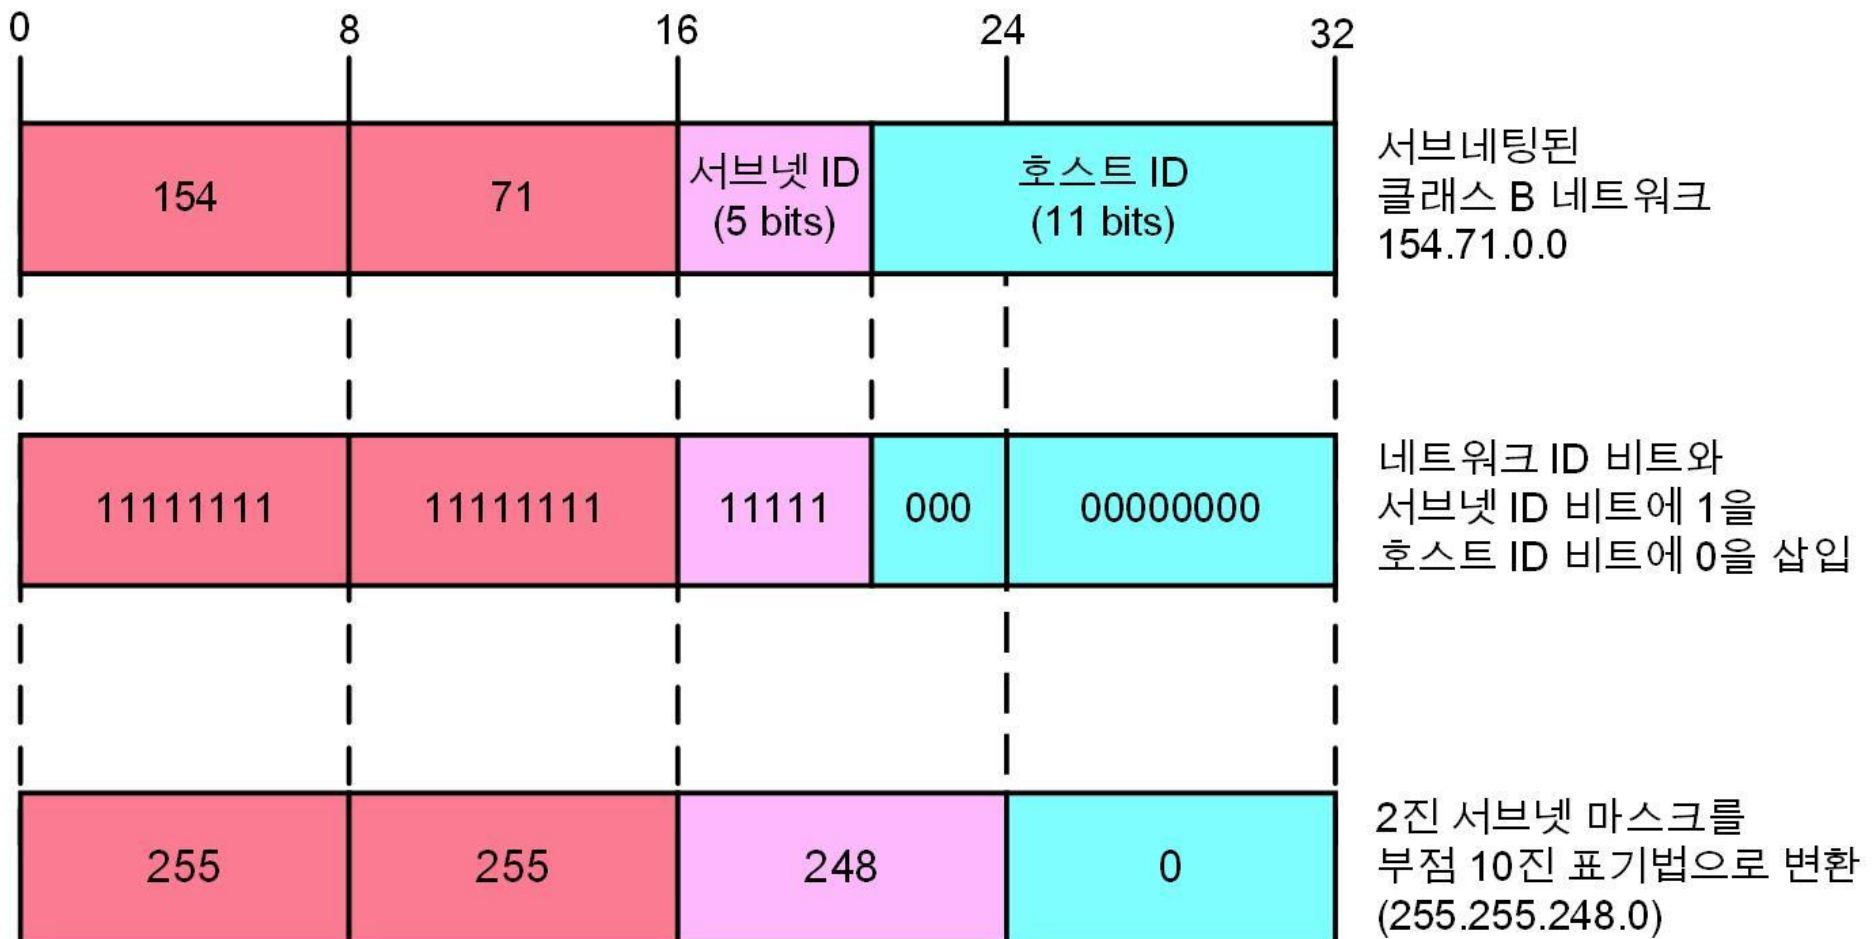 0 8 16 24 32
154 71 서브넷 ID
(5 bits) 호스트 ID
(11 bits)
서브네팅된
클래스 B 네트워크
154.71.0.0
11111111 11111111 11111 000 00000000
네트워크 ID 비트와
서브넷 ID 비트에 1을
호스트 ID 비트에 0을 삽입
255 255 248 0
2진 서브넷 마스크를
부점 10진 표기법으로 변환
(255.255.248.0)